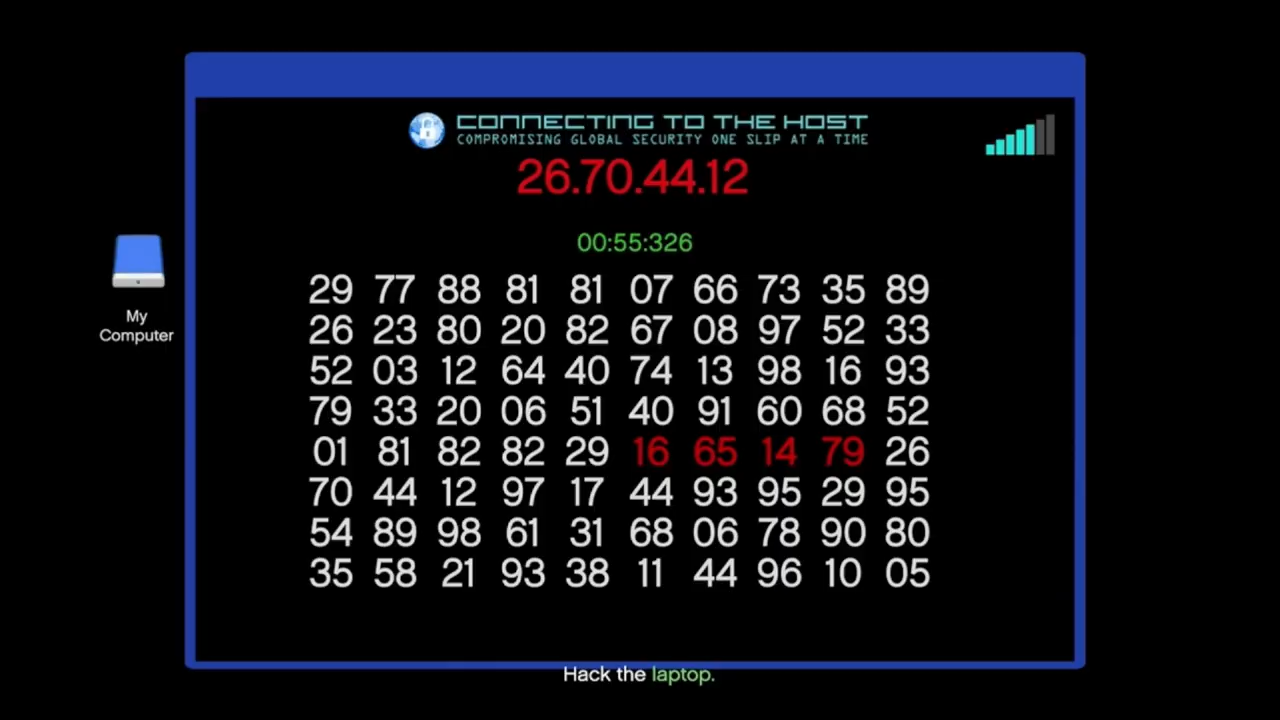 CONNECTING TO THE HOST
COMPROMISING GLOBAL SECURITY ONE SLIP AT A TIME
26.70.44.12
00:55:326
29 77 88 81 81 07 66 73 35 89
26 23 80 20 82 67 08 97 52 33
52 03 12 64 40 74 13 98 16 93
79 33 20 06 51 40 91 60 68 52
01 81 82 82 29 16 65 14 79 26
70 44 12 97 17 44 93 95 29 95
54 89 98 61 31 68 06 78 90 80
35 58 21 93 38 11 44 96 10 05
My
Computer
Hack the laptop.